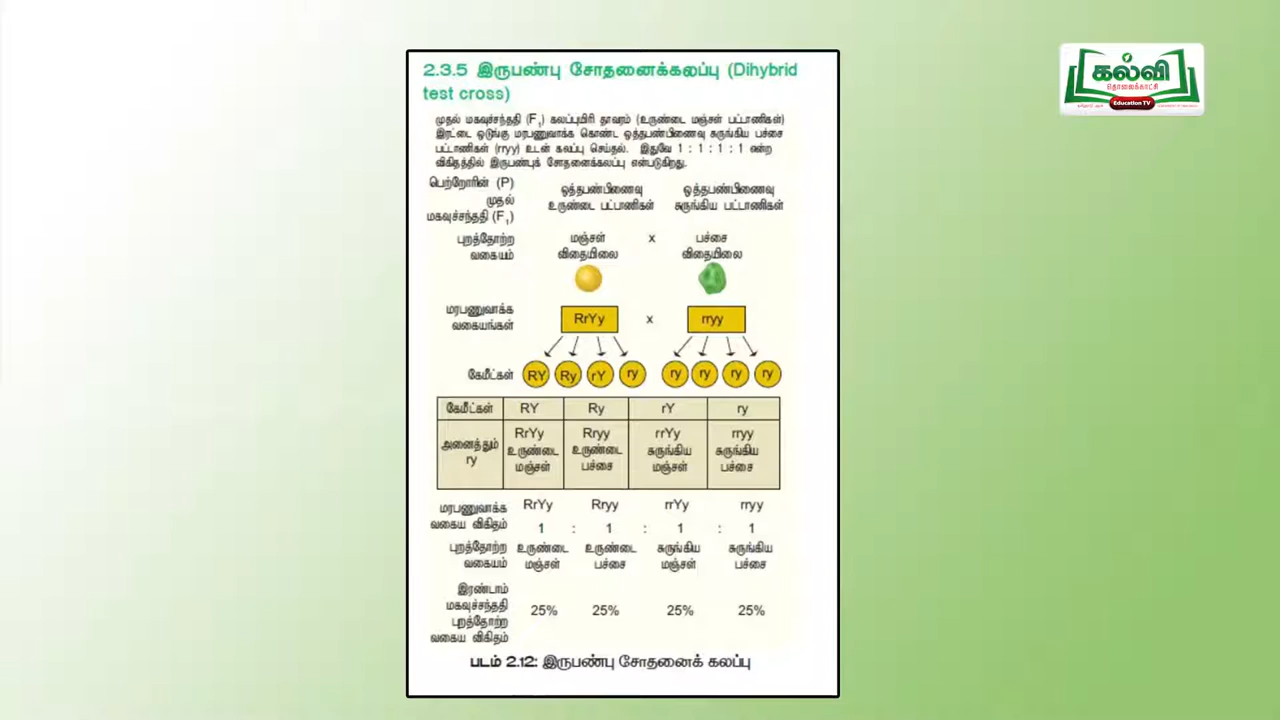 2.3.5 இருபண்பு சோதனைக்கலப்பு (Dihybrid
test cross)
முதல் மகவுச்சந்ததி (F1) கலப்புயிரி தாவரம் (உருண்டை மஞ்சள் பட்டாணிகள்)
இரட்டை ஒடுங்கு மரபணுவாக்க கொண்ட ஒத்தபண்பிணைவு சுருங்கிய பச்சை
பட்டாணிகள் (rryy) உடன் கலப்பு செய்தல். இதுவே 1 : 1 : 1 : 1 என்ற
விகிதத்தில் இருபண்புக் சோதனைக்கலப்பு என்படுகிறது.
பெற்றோரின் (P) ஒத்தபண்பிணைவு ஒத்தபண்பிணைவு
முதல் உருண்டை பட்டாணிகள் சுருங்கிய பட்டாணிகள்
மகவுச்சந்ததி (F1)
புறத்தோற்ற மஞ்சள் x பச்சை
வகையம் விதையிலை விதையிலை
மரபணுவாக்க
வகையங்கள் RrYy x rryy
கேமீட்கள் RY Ry rY ry ry ry ry ry
கேமீட்கள் RY Ry rY ry
அனைத்தும் RrYy Rryy rrYy rryy
ry உருண்டை உருண்டை சுருங்கிய சுருங்கிய
மஞ்சள் பச்சை மஞ்சள் பச்சை
மரபணுவாக்க RrYy Rryy rrYy rryy
வகைய விகிதம் 1 : 1 : 1 : 1
புறத்தோற்ற உருண்டை உருண்டை சுருங்கிய சுருங்கிய
வகையம் மஞ்சள் பச்சை மஞ்சள் பச்சை
இரண்டாம்
மகவுச்சந்ததி 25% 25% 25% 25%
புறத்தோற்ற
வகைய விகிதம்
படம் 2.12: இருபண்பு சோதனைக் கலப்பு
கல்வி
தொலைக்காட்சி
Education TV